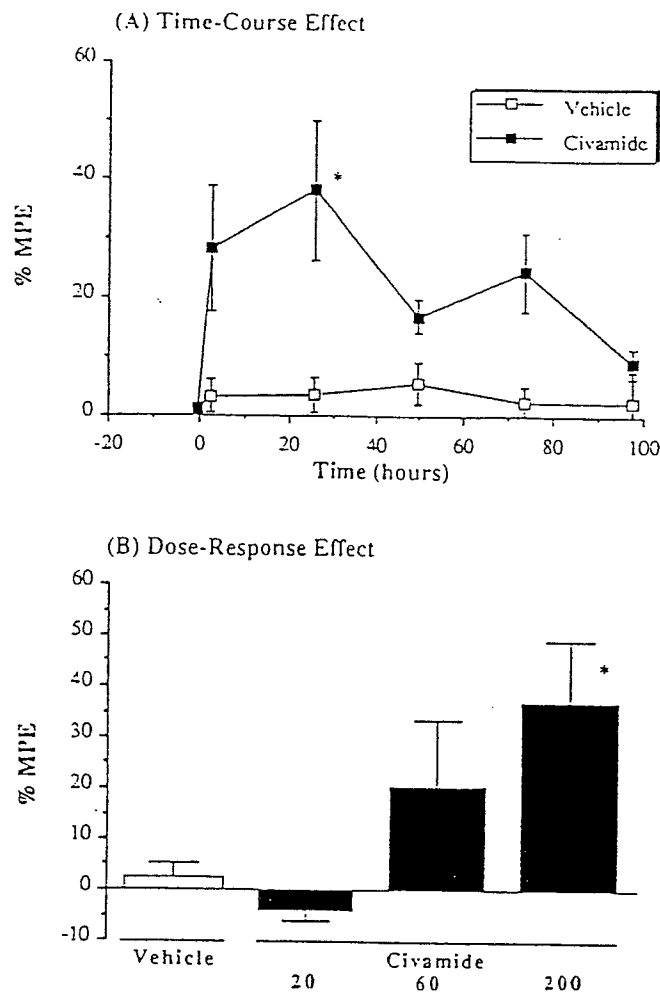 (A) Time-Course Effect
60
40
20
0
% MPE
Vehicle
Civamide
*
-20 0 20 40 60 80 100
Time (hours)
(B) Dose-Response Effect
60
50
40
30
20
10
0
-10
% MPE
*
Vehicle Civamide
20 60 200